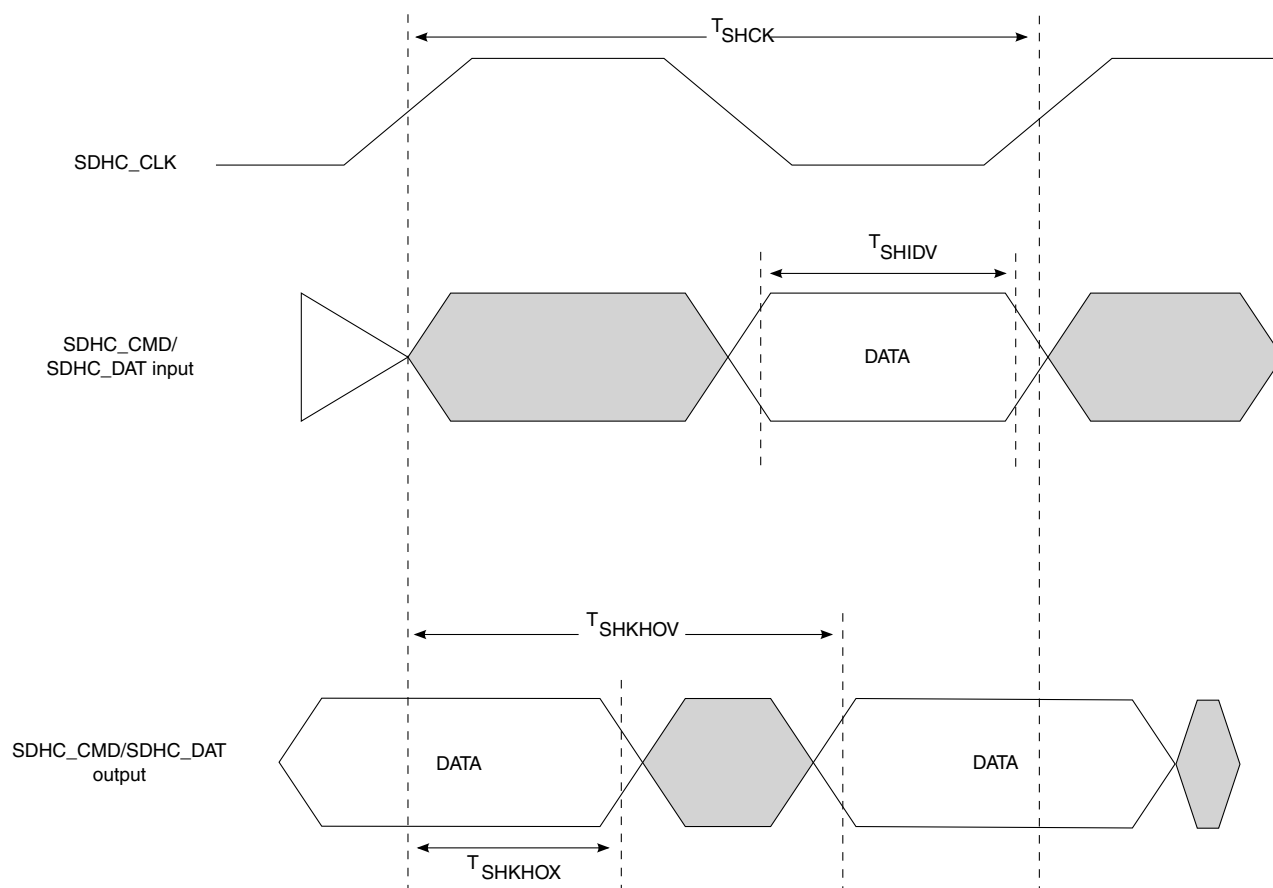 TSHCK
SDHC_CLK
TSHIDV
SDHC_CMD/
SDHC_DAT input
DATA
TSHKHOV
SDHC_CMD/SDHC_DAT
output
DATA
DATA
TSHKHOX